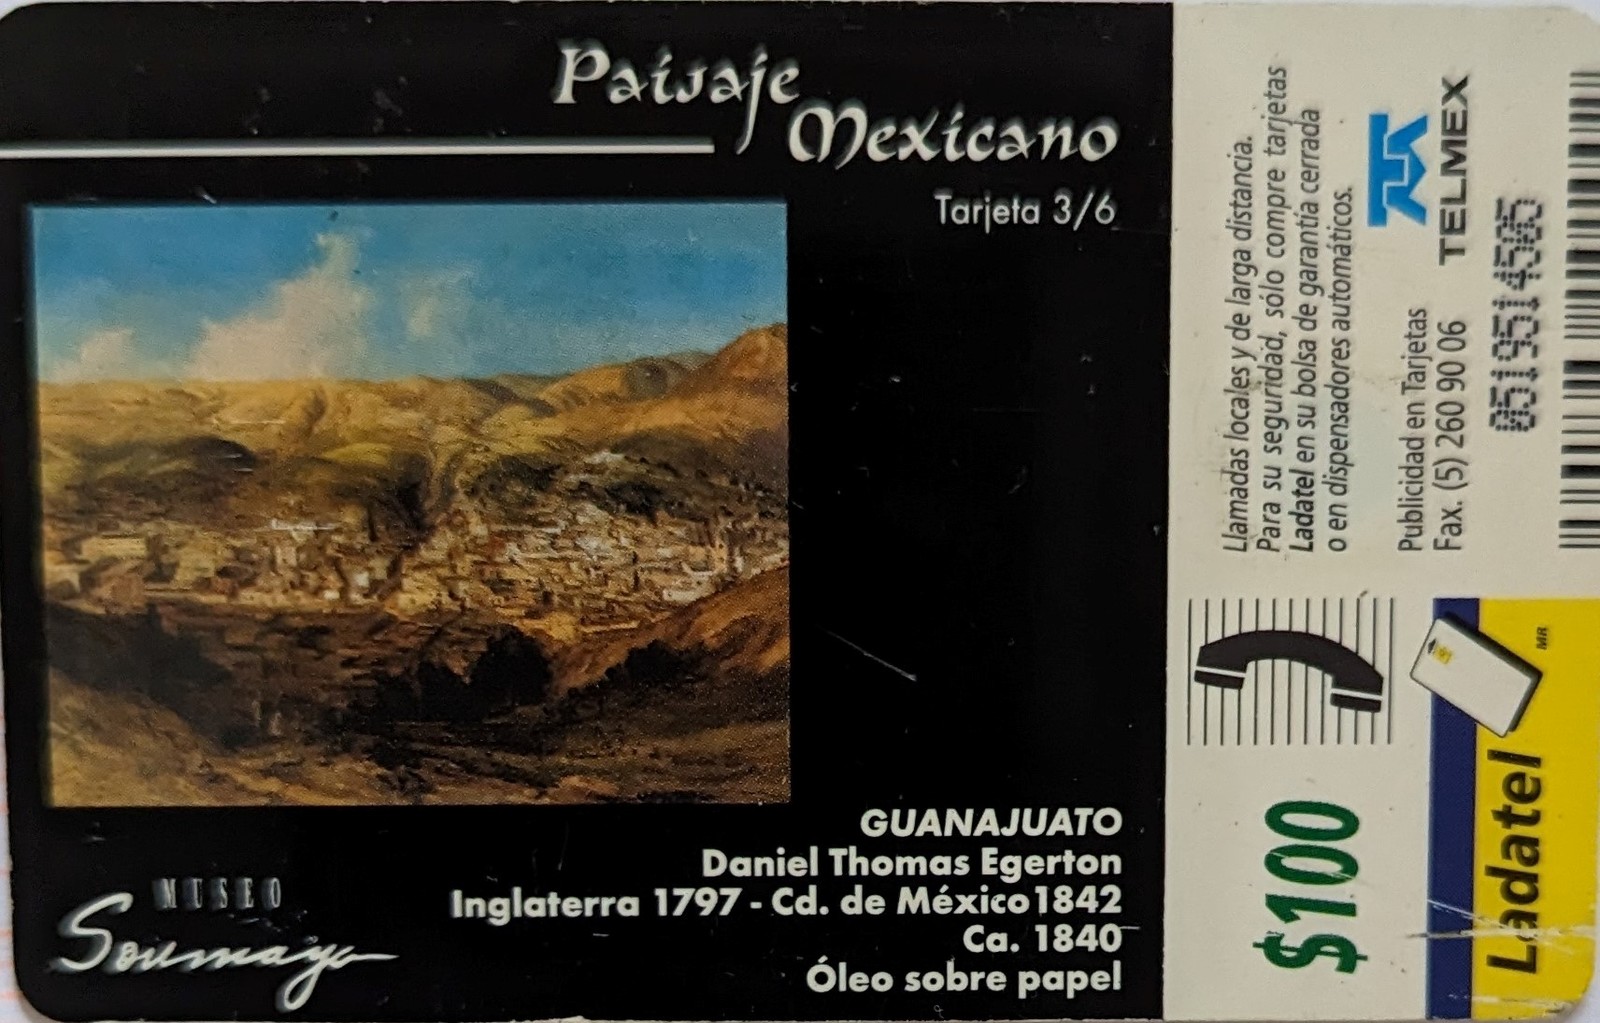 Paisaje
Mexicano
Tarjeta 3/6
GUANAJUATO
Daniel Thomas Egerton
Inglaterra 1797 - Cd. de México 1842
Ca. 1840
Óleo sobre papel
MUSEO
Soumaya
Llamadas locales y de larga distancia.
Para su seguridad, sólo compre tarjetas
Ladatel en su bolsa de garantía cerrada
o en dispensadores automáticos.
TELMEX
Publicidad en Tarjetas
Fax. (5) 260 90 06
$100
Ladatel
MR